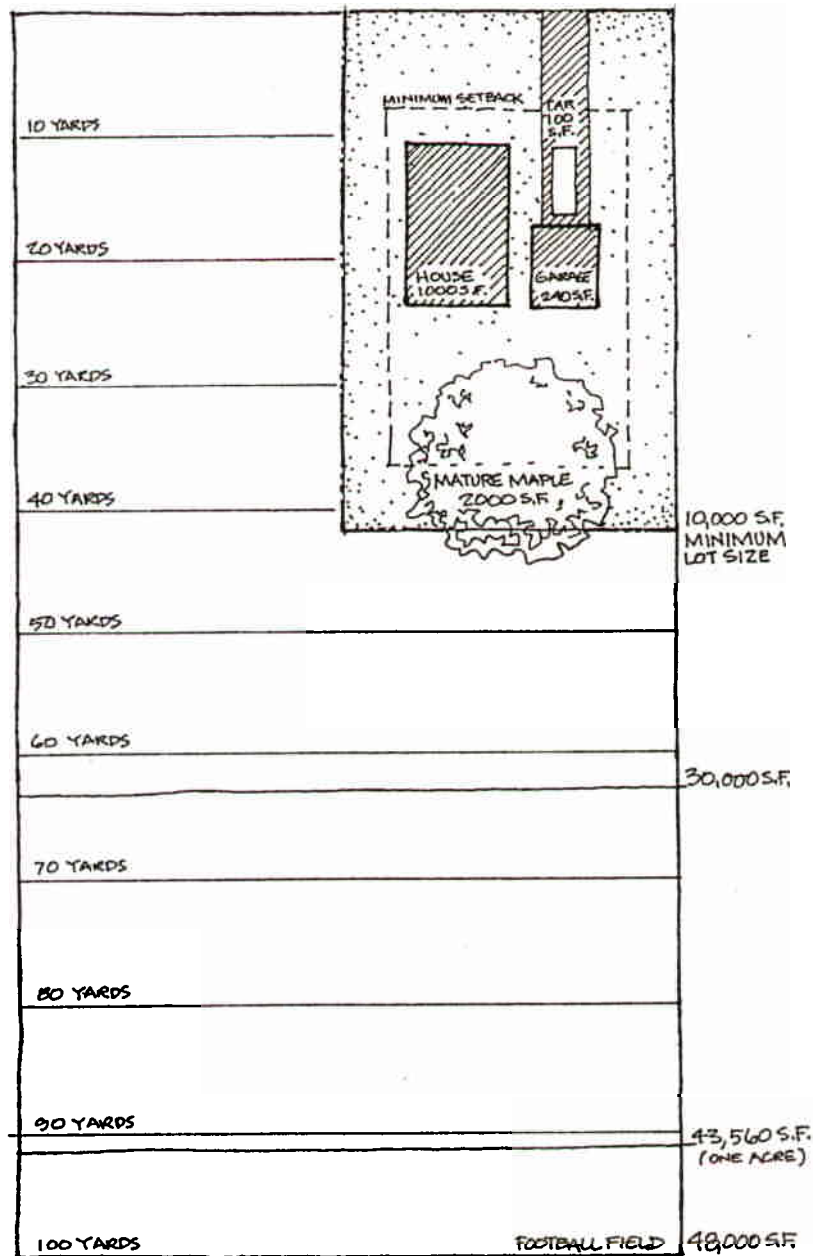 MINIMUM SETBACK
TAR
100
S.F.
10 YARDS
20 YARDS
HOUSE
1000 S.F.
GARAGE
240 S.F.
30 YARDS
MATURE MAPLE
2000 S.F.
40 YARDS
10,000 S.F.
MINIMUM
LOT SIZE
50 YARDS
60 YARDS
30,000 S.F.
70 YARDS
80 YARDS
90 YARDS
43,560 S.F.
(ONE ACRE)
100 YARDS
FOOTBALL FIELD
48,000 S.F.